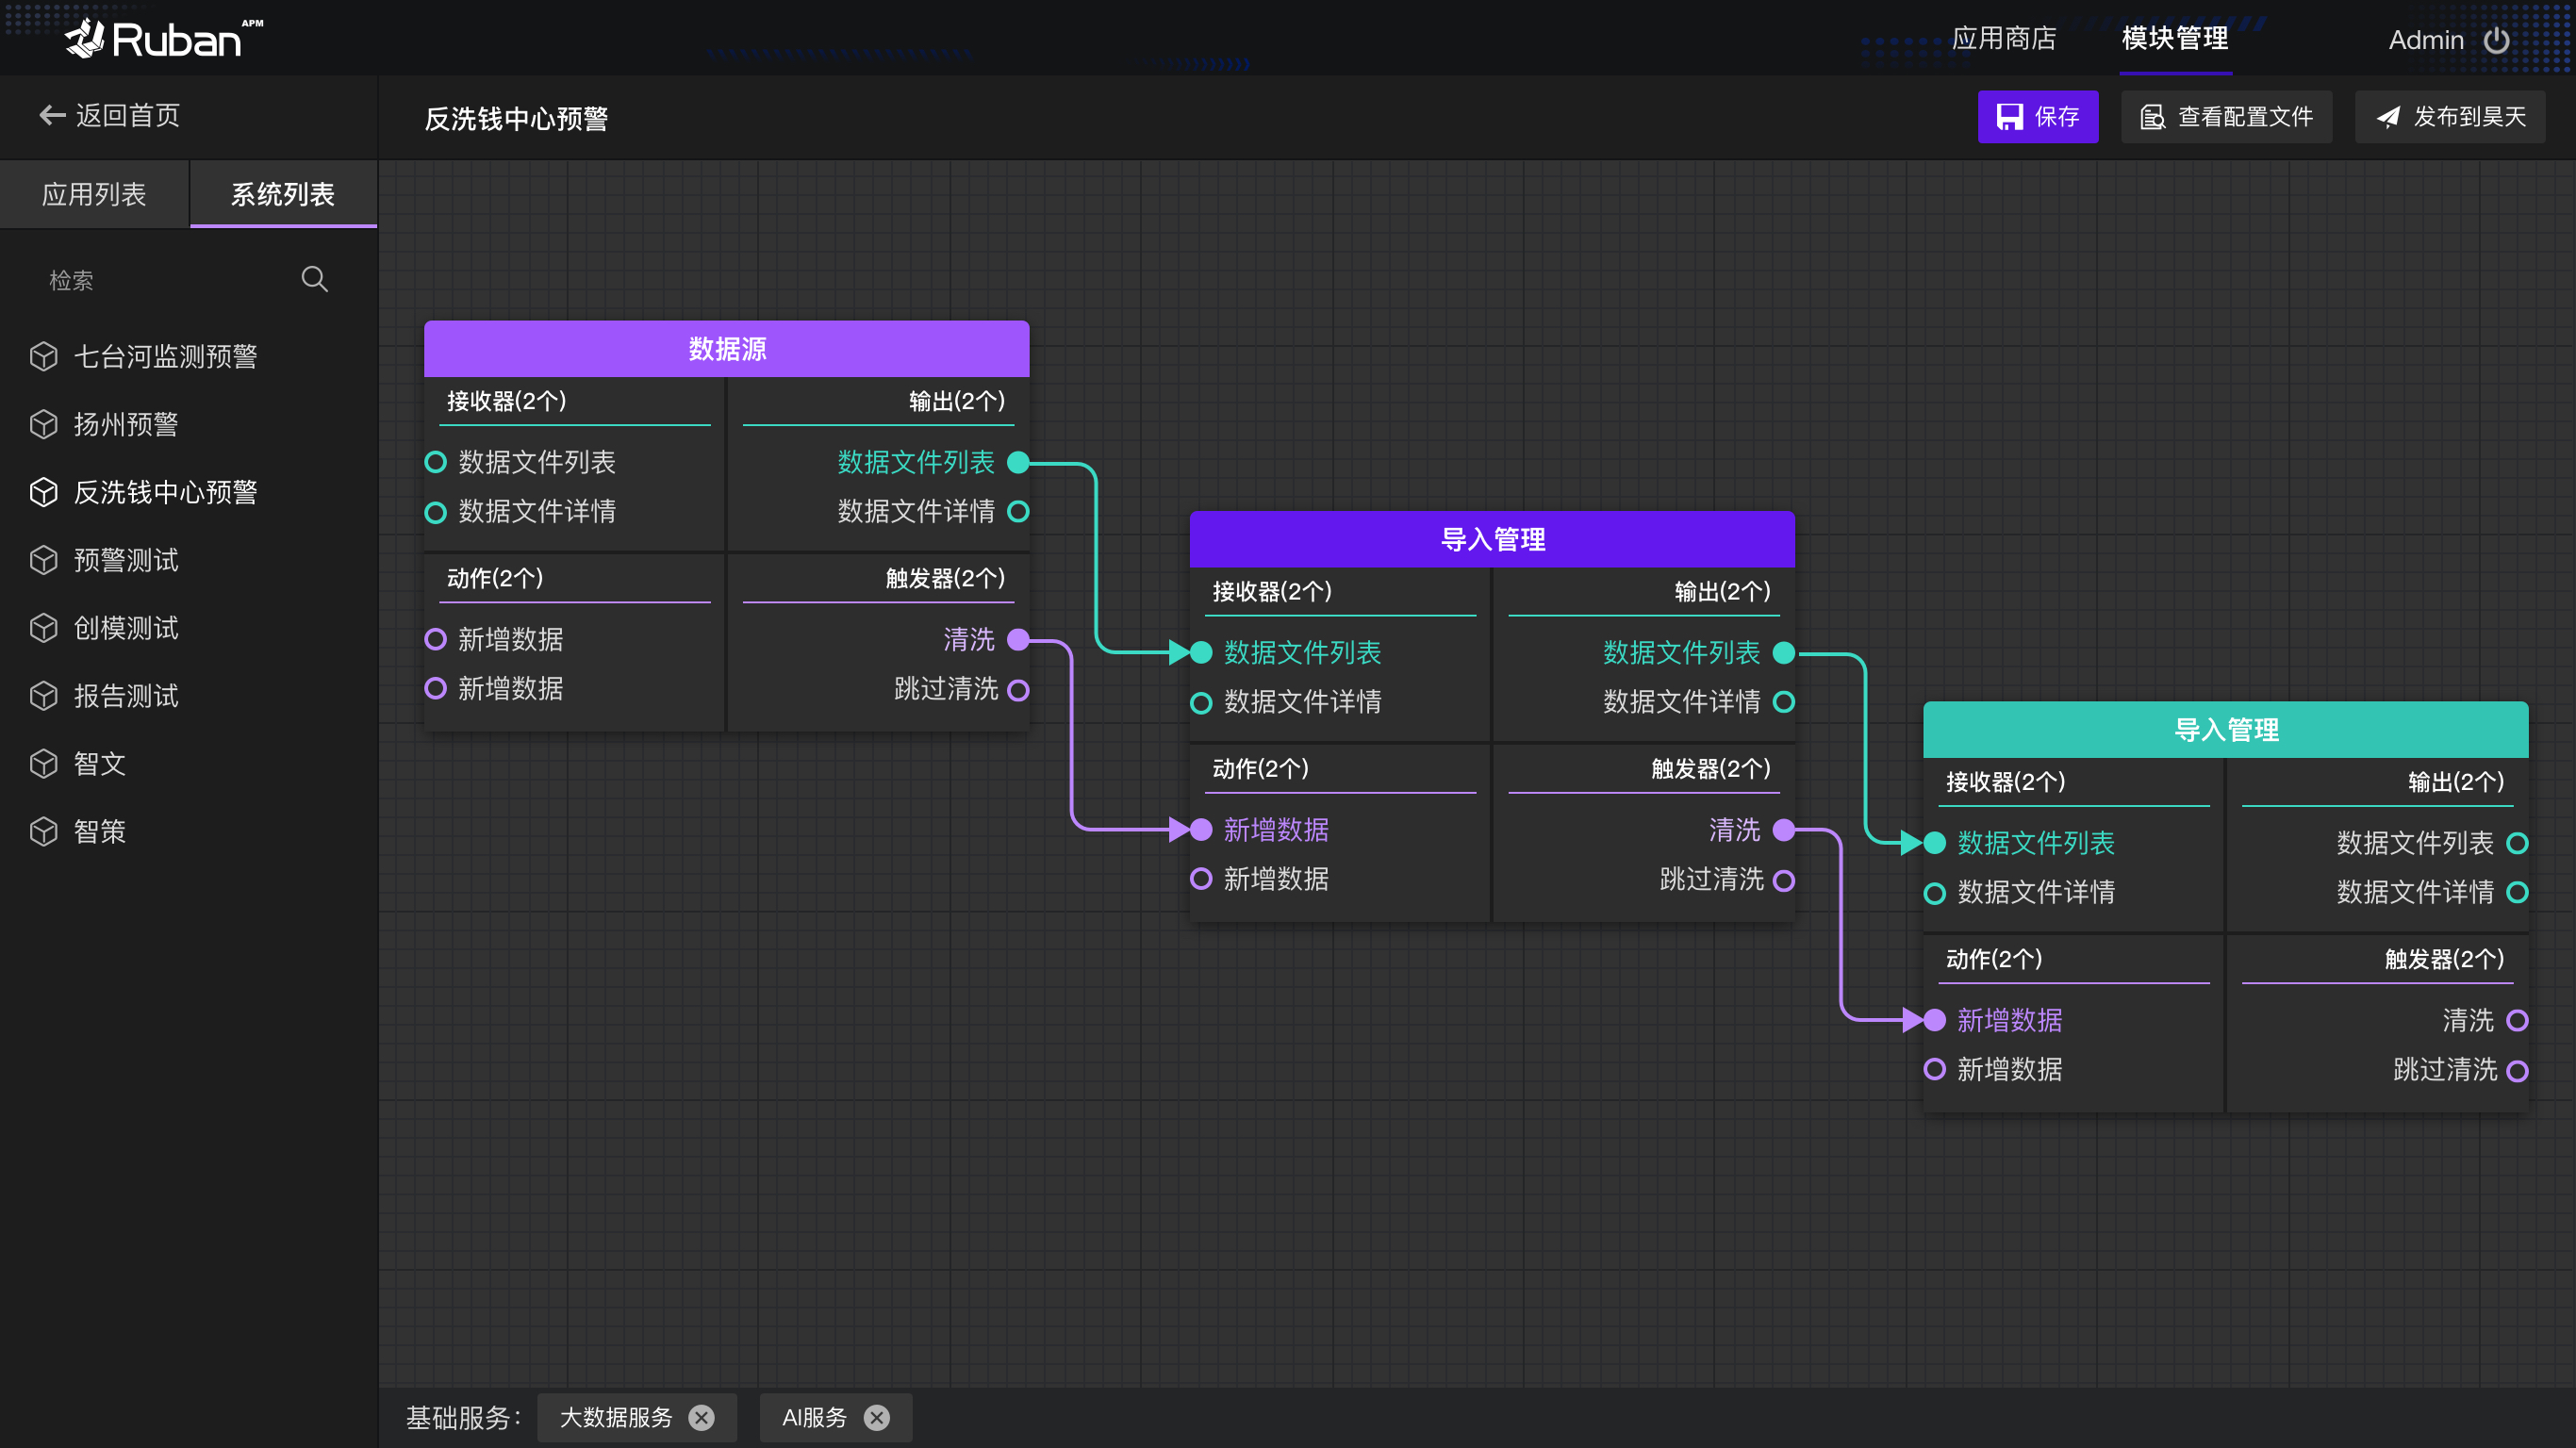 Ruban APM
应用商店
模块管理
Admin
返回首页
反洗钱中心预警
保存
查看配置文件
发布到昊天
应用列表
系统列表
检索
七台河监测预警
扬州预警
反洗钱中心预警
预警测试
创模测试
报告测试
智文
智策
数据源
接收器(2个)
输出(2个)
数据文件列表
数据文件列表
数据文件详情
数据文件详情
动作(2个)
触发器(2个)
新增数据
清洗
新增数据
跳过清洗
导入管理
接收器(2个)
输出(2个)
数据文件列表
数据文件列表
数据文件详情
数据文件详情
动作(2个)
触发器(2个)
新增数据
清洗
新增数据
跳过清洗
导入管理
接收器(2个)
输出(2个)
数据文件列表
数据文件列表
数据文件详情
数据文件详情
动作(2个)
触发器(2个)
新增数据
清洗
新增数据
跳过清洗
基础服务：
大数据服务
AI服务